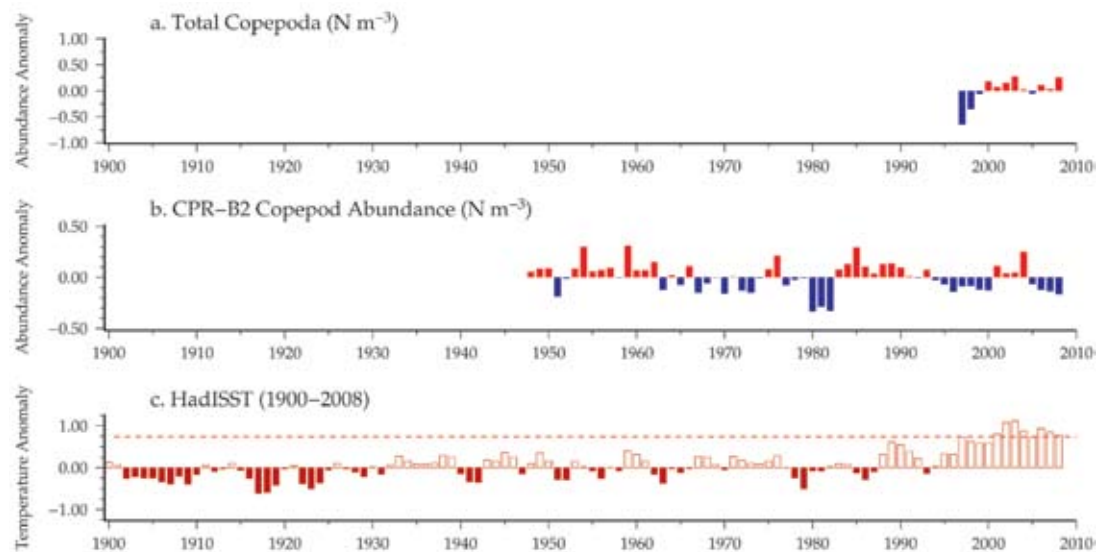 a. Total Copepoda (N m⁻³)
Abundance Anomaly
1.00
0.50
0.00
−0.50
−1.00
1900 1910 1920 1930 1940 1950 1960 1970 1980 1990 2000 2010
b. CPR–B2 Copepod Abundance (N m⁻³)
Abundance Anomaly
0.50
0.00
−0.50
1900 1910 1920 1930 1940 1950 1960 1970 1980 1990 2000 2010
c. HadISST (1900–2008)
Temperature Anomaly
1.00
0.00
−1.00
1900 1910 1920 1930 1940 1950 1960 1970 1980 1990 2000 2010